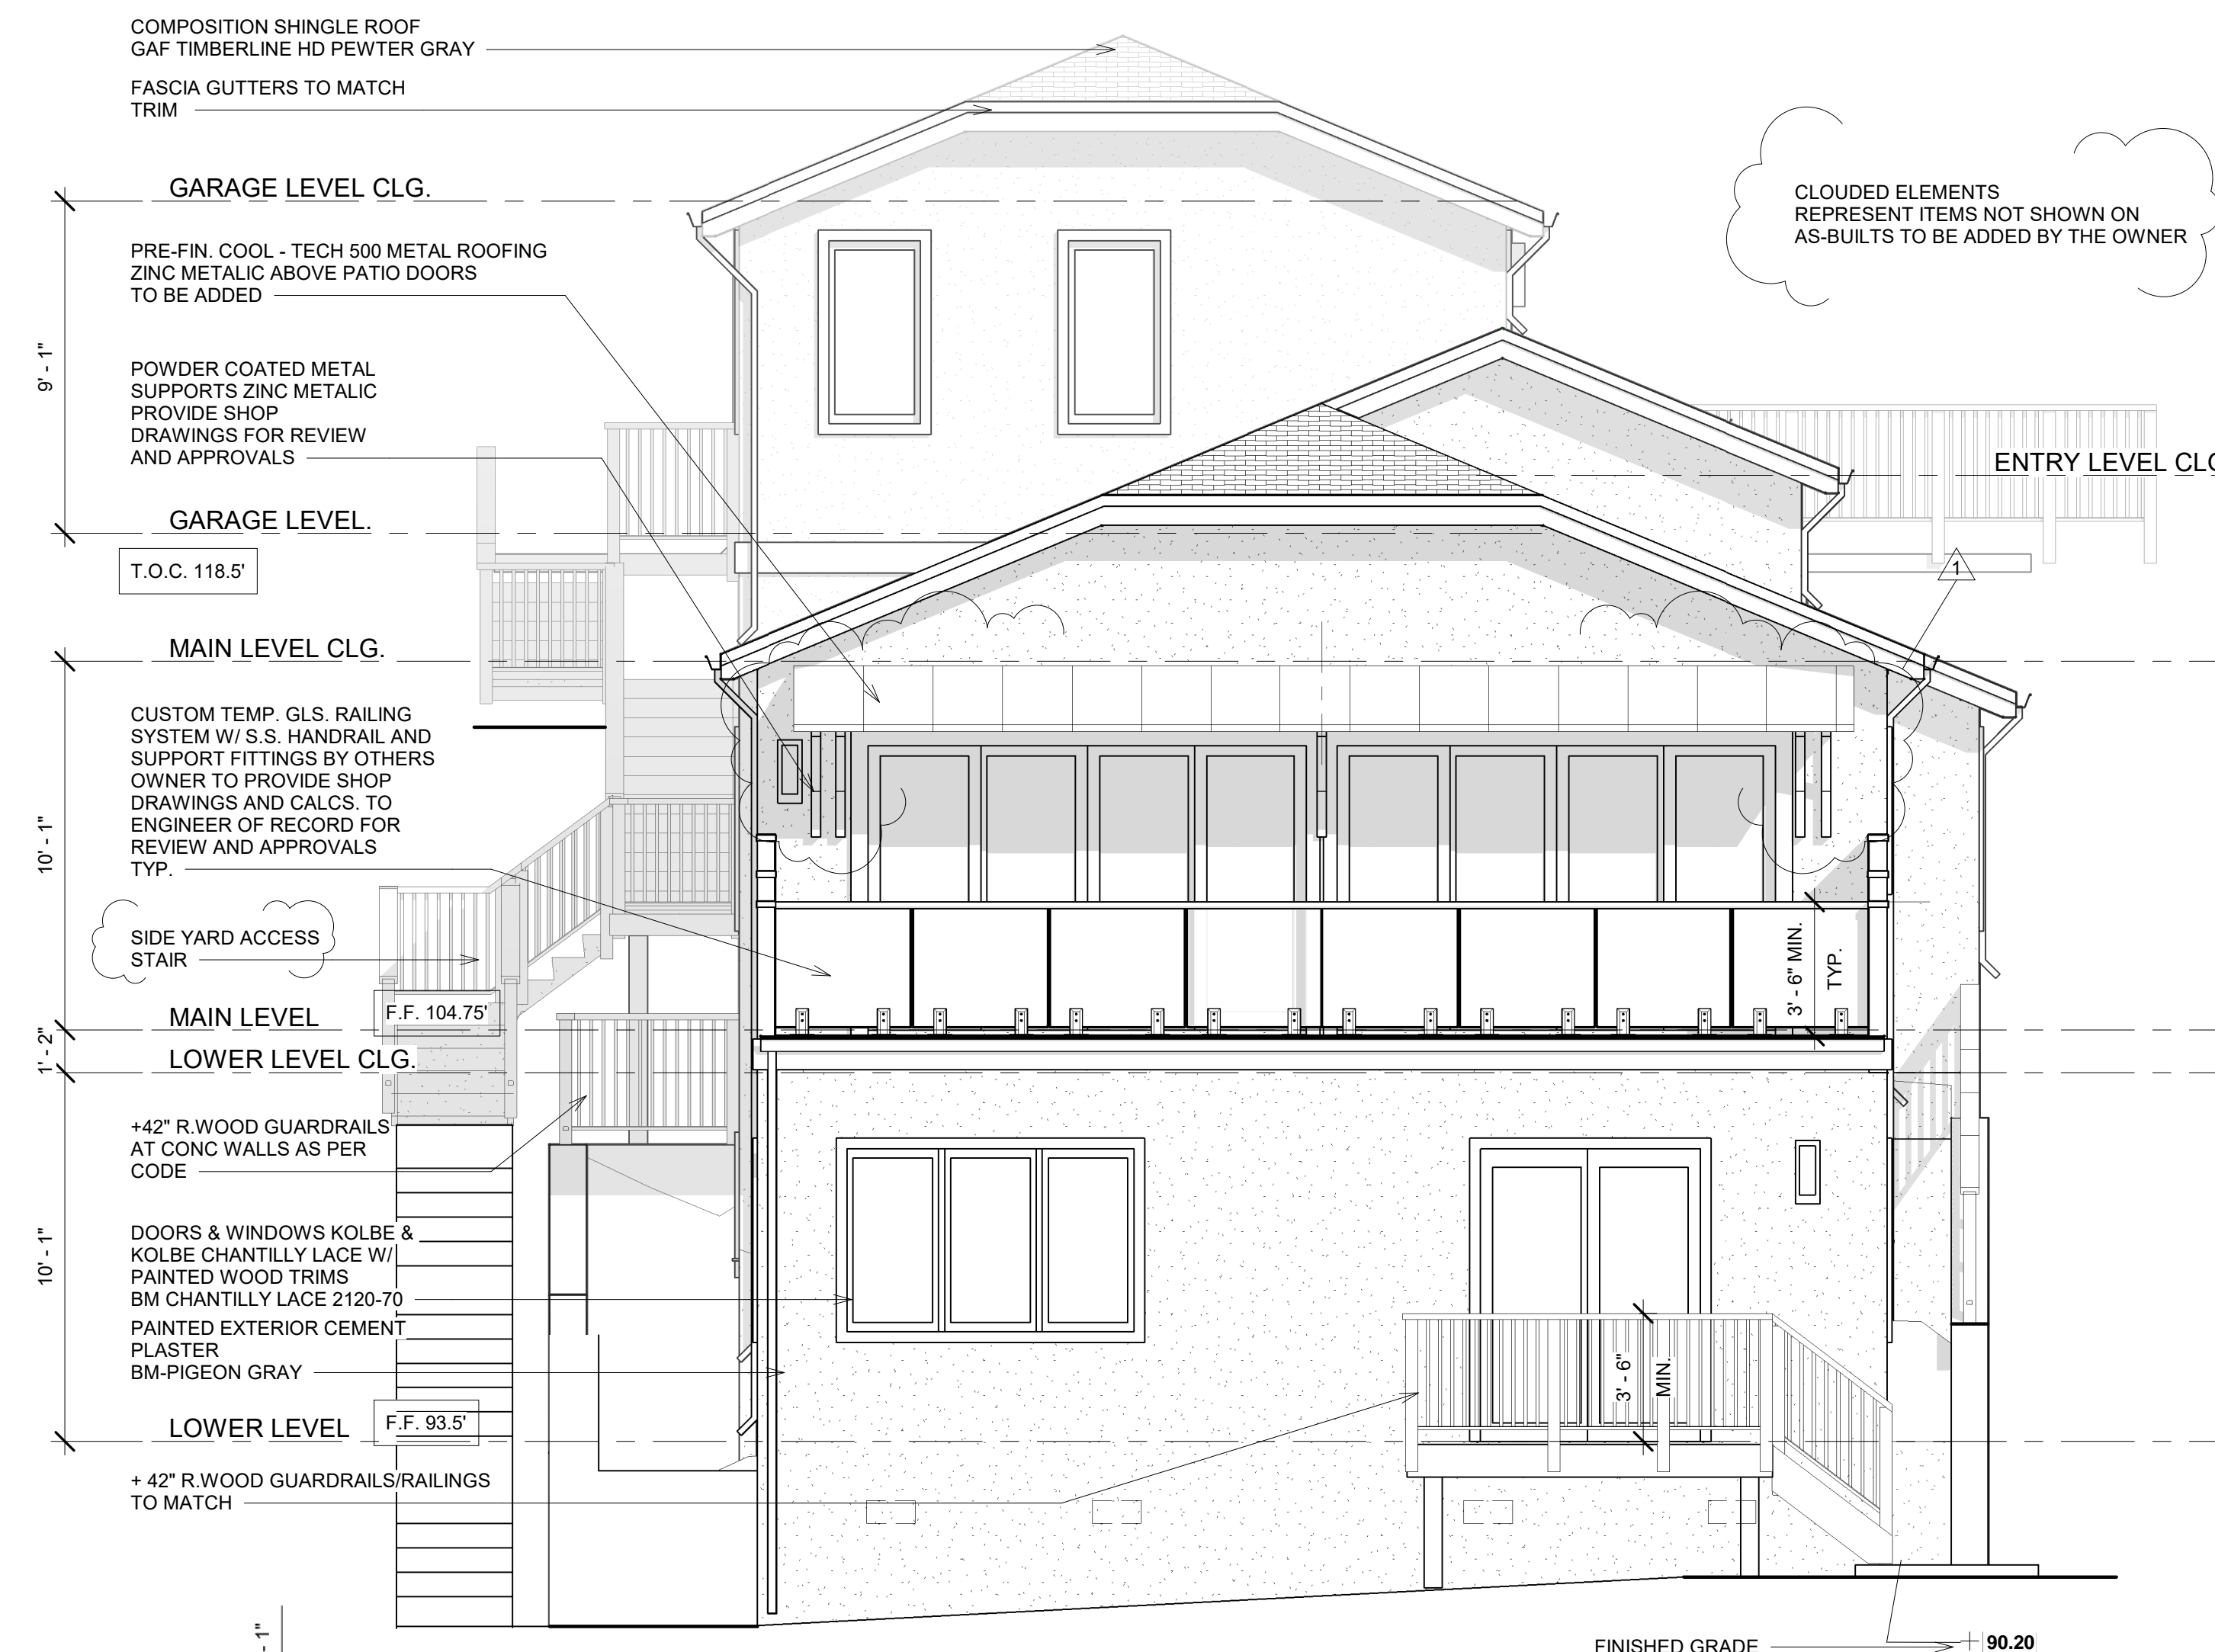 COMPOSITION SHINGLE ROOF
GAF TIMBERLINE HD PEWTER GRAY
FASCIA GUTTERS TO MATCH
TRIM
GARAGE LEVEL CLG.
CLOUDED ELEMENTS
REPRESENT ITEMS NOT SHOWN ON
AS-BUILTS TO BE ADDED BY THE OWNER
PRE-FIN. COOL - TECH 500 METAL ROOFING
ZINC METALIC ABOVE PATIO DOORS
TO BE ADDED
9' - 1"
POWDER COATED METAL
SUPPORTS ZINC METALIC
PROVIDE SHOP
DRAWINGS FOR REVIEW
AND APPROVALS
ENTRY LEVEL CLG
GARAGE LEVEL.
T.O.C. 118.5'
1
MAIN LEVEL CLG.
CUSTOM TEMP. GLS. RAILING
SYSTEM W/ S.S. HANDRAIL AND
SUPPORT FITTINGS BY OTHERS
OWNER TO PROVIDE SHOP
DRAWINGS AND CALCS. TO
ENGINEER OF RECORD FOR
REVIEW AND APPROVALS
TYP.
10' - 1"
SIDE YARD ACCESS
STAIR
3' - 6" MIN.
TYP.
MAIN LEVEL
F.F. 104.75'
1' - 2"
LOWER LEVEL CLG.
+42" R.WOOD GUARDRAILS
AT CONC WALLS AS PER
CODE
10' - 1"
DOORS & WINDOWS KOLBE &
KOLBE CHANTILLY LACE W/
PAINTED WOOD TRIMS
BM CHANTILLY LACE 2120-70
PAINTED EXTERIOR CEMENT
PLASTER
BM-PIGEON GRAY
3' - 6"
MIN.
LOWER LEVEL
F.F. 93.5'
+ 42" R.WOOD GUARDRAILS/RAILINGS
TO MATCH
- 1"
FINISHED GRADE
90.20